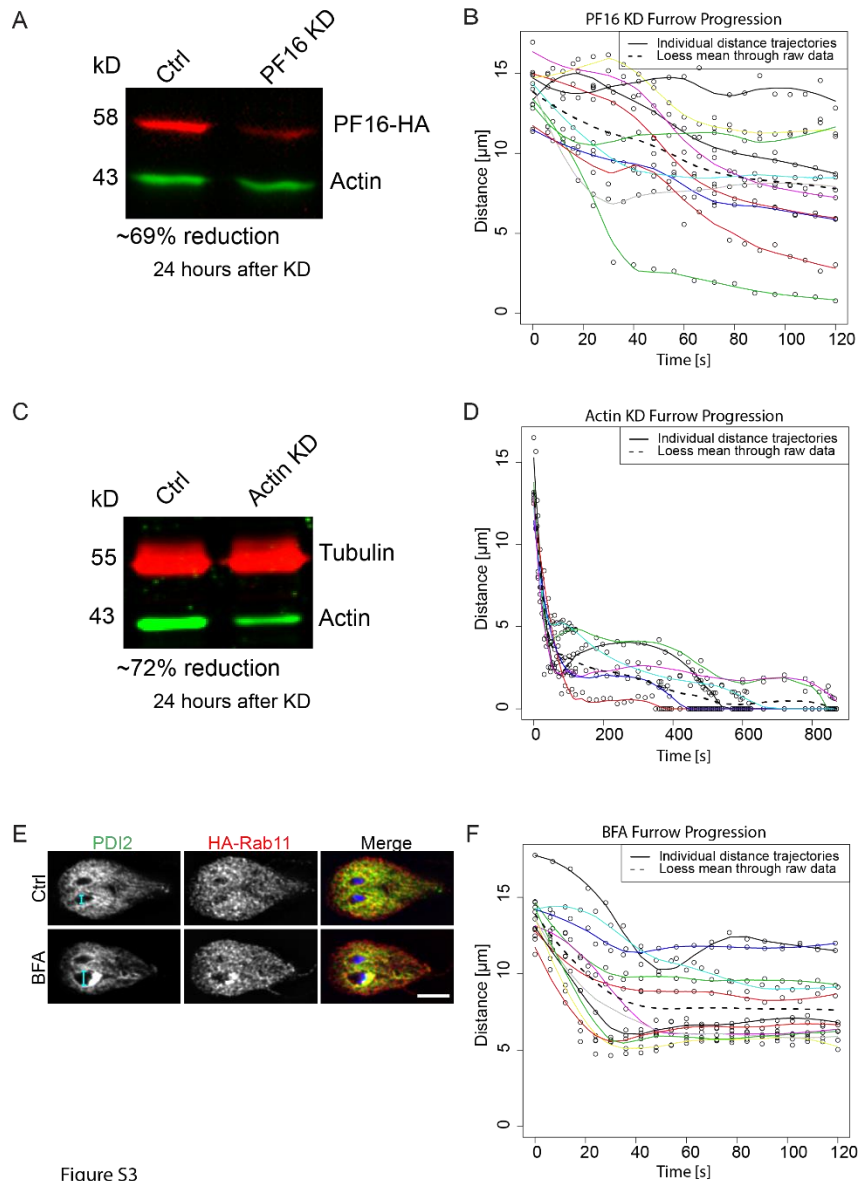 A
Ctrl
PF16 KD
kD
58
PF16-HA
43
Actin
~69% reduction
24 hours after KD
B
PF16 KD Furrow Progression
Individual distance trajectories
Loess mean through raw data
Distance [µm]
15
10
5
0
0 20 40 60 80 100 120
Time [s]
C
Ctrl
Actin KD
kD
55
Tubulin
43
Actin
~72% reduction
24 hours after KD
D
Actin KD Furrow Progression
Individual distance trajectories
Loess mean through raw data
Distance [µm]
15
10
5
0
0 200 400 600 800
Time [s]
E
PDI2 HA-Rab11 Merge
Ctrl
BFA
F
BFA Furrow Progression
Individual distance trajectories
Loess mean through raw data
Distance [µm]
15
10
5
0
0 20 40 60 80 100 120
Time [s]
Figure S3